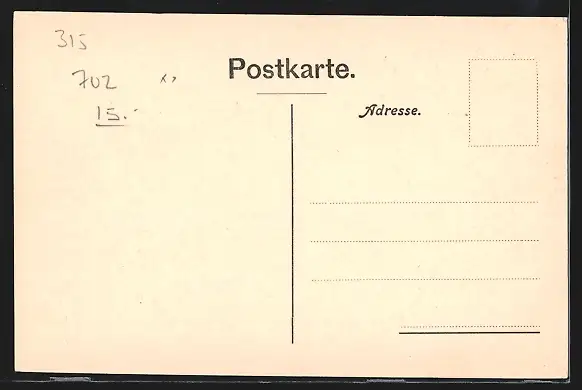 315
Postkarte.
702
15.-
Adresse.